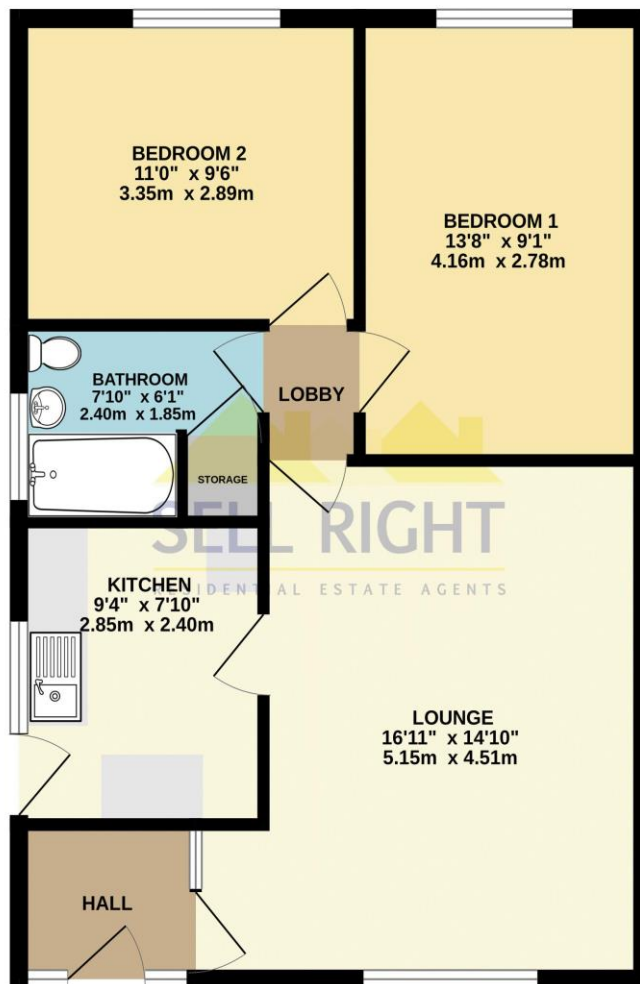 BEDROOM 2
11'0" x 9'6"
3.35m x 2.89m
BEDROOM 1
13'8" x 9'1"
4.16m x 2.78m
BATHROOM
7'10" x 6'1"
2.40m x 1.85m
LOBBY
STORAGE
SELL RIGHT
RESIDENTIAL ESTATE AGENTS
KITCHEN
9'4" x 7'10"
2.85m x 2.40m
LOUNGE
16'11" x 14'10"
5.15m x 4.51m
HALL